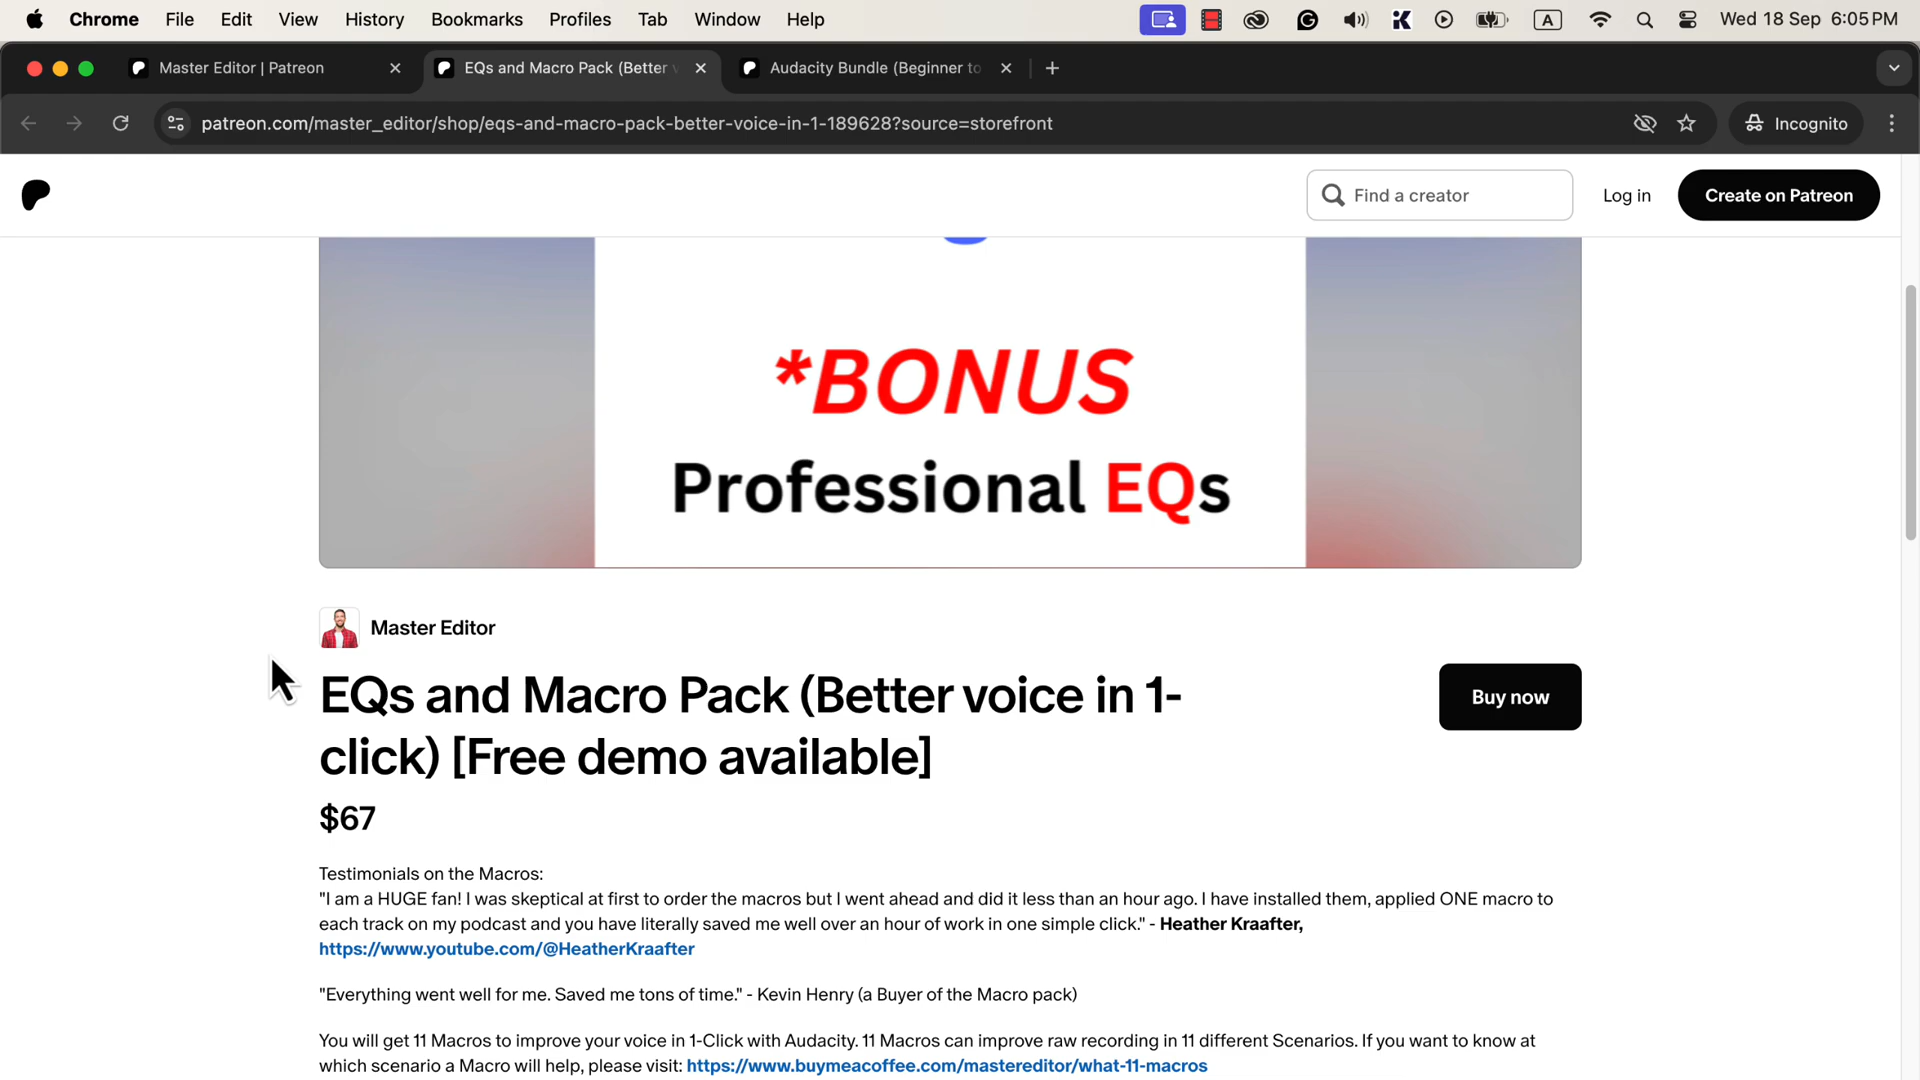 Chrome File Edit View History Bookmarks Profiles Tab Window Help A Wed 18 Sep 6:05 PM
Master Editor | Patreon EQs and Macro Pack (Better Audacity Bundle (Beginner to
patreon.com/master_editor/shop/eqs-and-macro-pack-better-voice-in-1-189628?source=storefront Incognito
Find a creator Log in Create on Patreon
*BONUS
Professional EQs
Master Editor
EQs and Macro Pack (Better voice in 1-
click) [Free demo available]
Buy now
$67
Testimonials on the Macros:
"I am a HUGE fan! I was skeptical at first to order the macros but I went ahead and did it less than an hour ago. I have installed them, applied ONE macro to
each track on my podcast and you have literally saved me well over an hour of work in one simple click." - Heather Kraafter,
https://www.youtube.com/@HeatherKraafter
"Everything went well for me. Saved me tons of time." - Kevin Henry (a Buyer of the Macro pack)
You will get 11 Macros to improve your voice in 1-Click with Audacity. 11 Macros can improve raw recording in 11 different Scenarios. If you want to know at
which scenario a Macro will help, please visit: https://www.buymeacoffee.com/mastereditor/what-11-macros